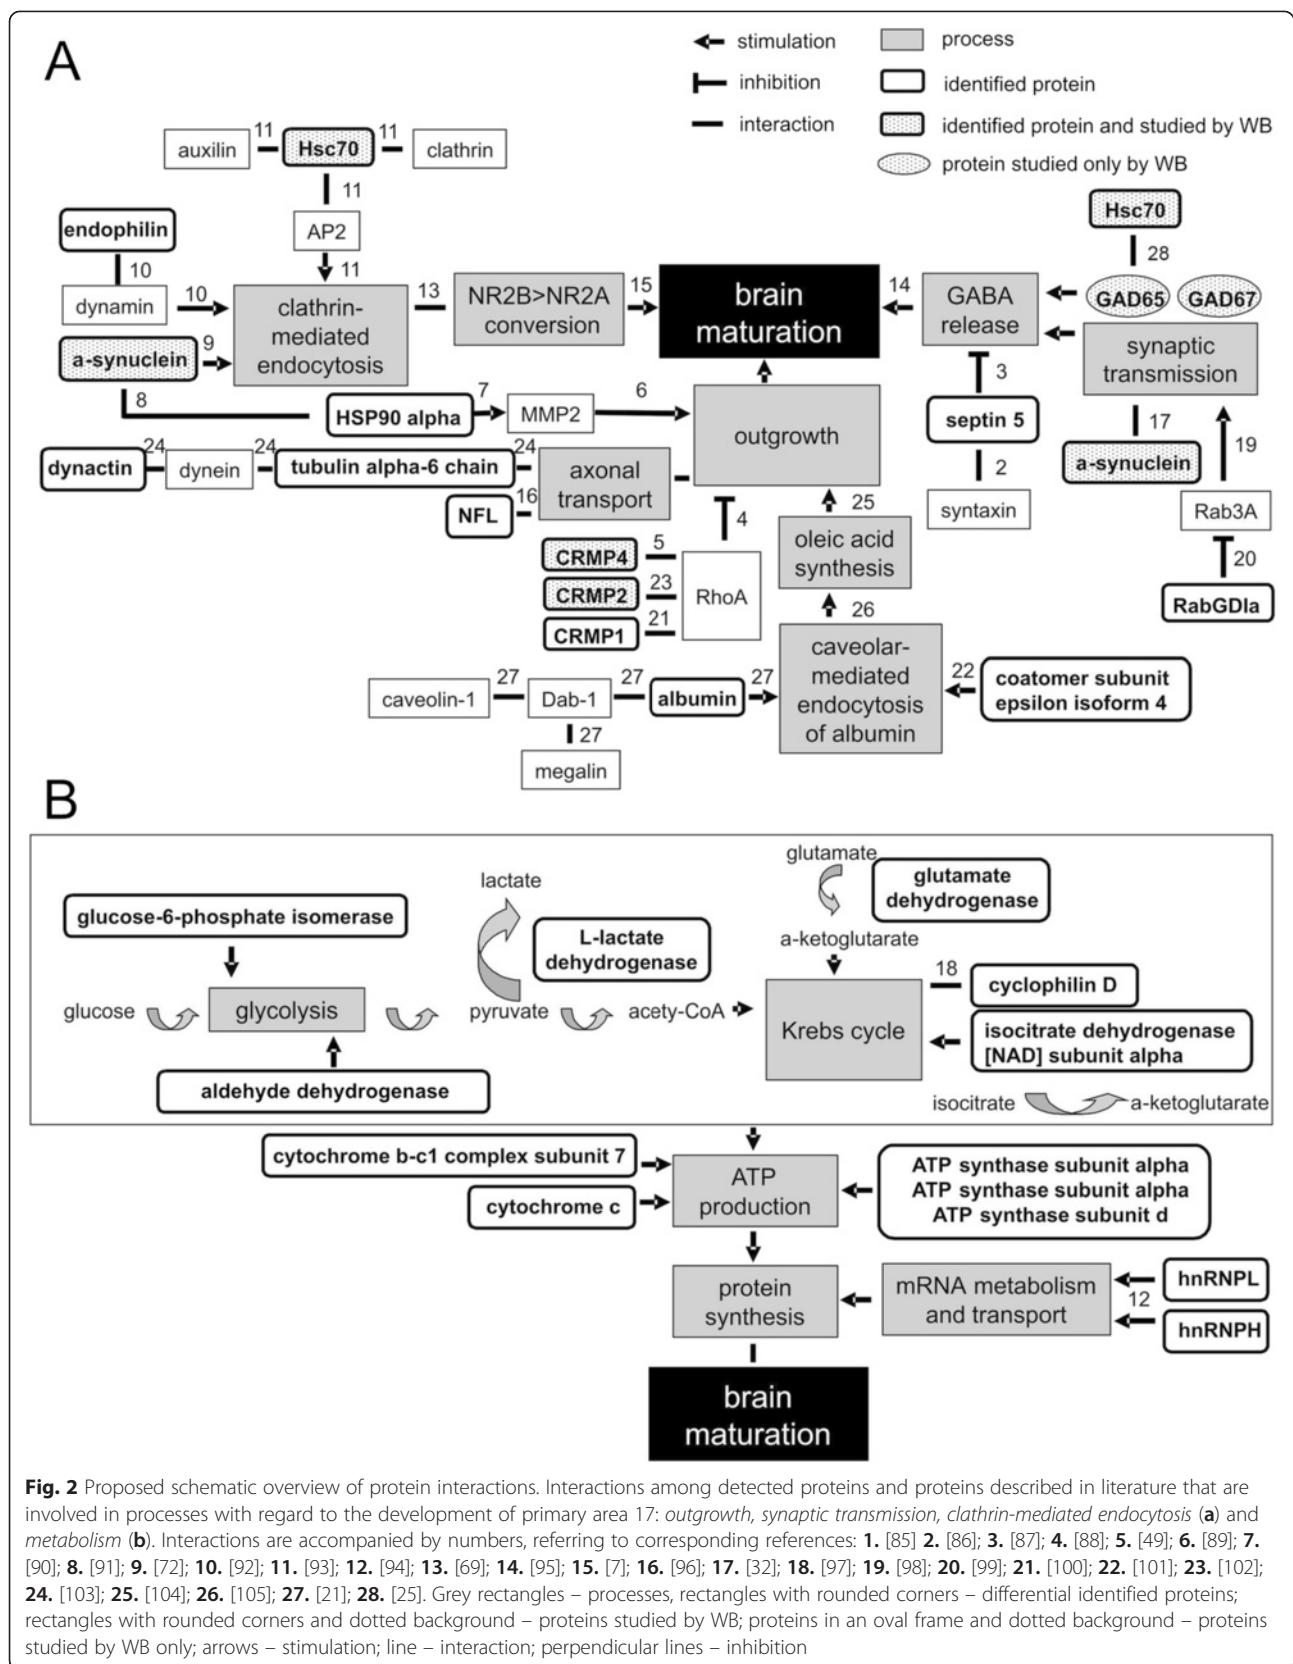 A
stimulation
inhibition
interaction
process
identified protein
identified protein and studied by WB
protein studied only by WB
11
11
auxilin
Hsc70
clathrin
11
AP2
11
endophilin
10
dynamin
10
a-synuclein
9
8
clathrin-
mediated
endocytosis
13
NR2B>NR2A
conversion
15
brain
maturation
14
GABA
release
Hsc70
28
GAD65
GAD67
synaptic
transmission
3
septin 5
2
syntaxin
17
a-synuclein
19
Rab3A
20
RabGDIa
HSP90 alpha
7
MMP2
6
outgrowth
dynactin
24
dynein
24
tubulin alpha-6 chain
24
axonal
transport
NFL
16
4
CRMP4
5
CRMP2
23
CRMP1
21
RhoA
25
oleic acid
synthesis
26
caveolar-
mediated
endocytosis
of albumin
22
coatomer subunit
epsilon isoform 4
caveolin-1
27
Dab-1
27
albumin
27
27
megalin
B
glucose-6-phosphate isomerase
glucose
glycolysis
aldehyde dehydrogenase
lactate
L-lactate
dehydrogenase
pyruvate
acety-CoA
glutamate
glutamate
dehydrogenase
a-ketoglutarate
Krebs cycle
18
cyclophilin D
isocitrate dehydrogenase
[NAD] subunit alpha
isocitrate
a-ketoglutarate
cytochrome b-c1 complex subunit 7
cytochrome c
ATP
production
ATP synthase subunit alpha
ATP synthase subunit alpha
ATP synthase subunit d
protein
synthesis
mRNA metabolism
and transport
hnRNPL
12
hnRNPH
brain
maturation
Fig. 2 Proposed schematic overview of protein interactions. Interactions among detected proteins and proteins described in literature that are
involved in processes with regard to the development of primary area 17: outgrowth, synaptic transmission, clathrin-mediated endocytosis (a) and
metabolism (b). Interactions are accompanied by numbers, referring to corresponding references: 1. [85] 2. [86]; 3. [87]; 4. [88]; 5. [49]; 6. [89]; 7.
[90]; 8. [91]; 9. [72]; 10. [92]; 11. [93]; 12. [94]; 13. [69]; 14. [95]; 15. [7]; 16. [96]; 17. [32]; 18. [97]; 19. [98]; 20. [99]; 21. [100]; 22. [101]; 23. [102];
24. [103]; 25. [104]; 26. [105]; 27. [21]; 28. [25]. Grey rectangles – processes, rectangles with rounded corners – differential identified proteins;
rectangles with rounded corners and dotted background – proteins studied by WB; proteins in an oval frame and dotted background – proteins
studied by WB only; arrows – stimulation; line – interaction; perpendicular lines – inhibition